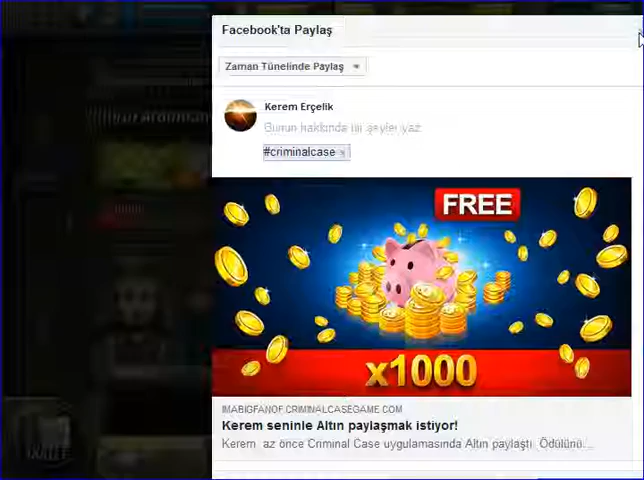 Facebook'ta Paylaş
Zaman Tünelinde Paylaş
Kerem Erçelik
Bunun hakkında bir şeyler yaz
#criminalcase
FREE
x1000
IMABIGFANOF.CRIMINALCASEGAME.COM
Kerem seninle Altın paylaşmak istiyor!
Kerem az önce Criminal Case uygulamasında Altın paylaştı. Ödülünü...